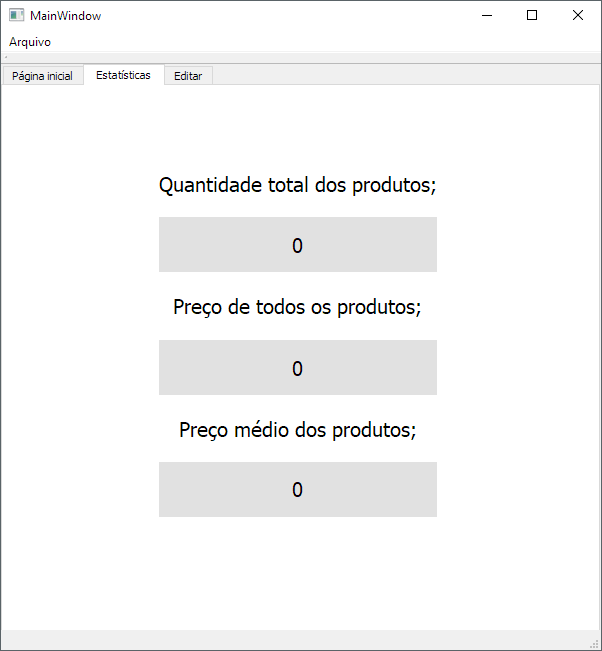 MainWindow
Arquivo
Página inicial Estatísticas Editar
Quantidade total dos produtos;
0
Preço de todos os produtos;
0
Preço médio dos produtos;
0